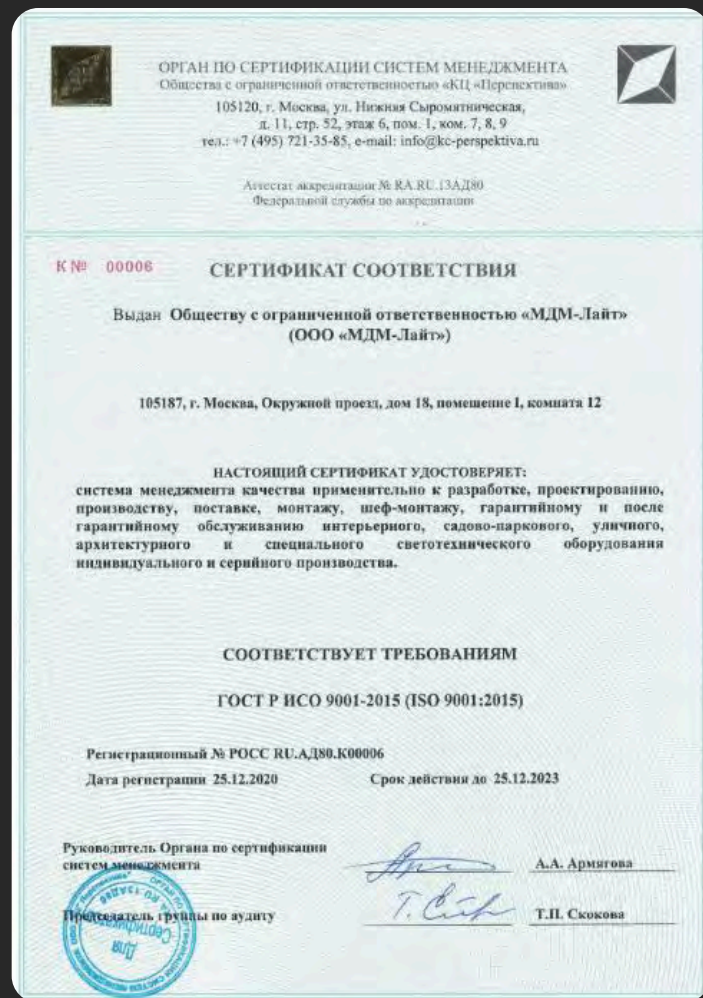 ОРГАН ПО СЕРТИФИКАЦИИ СИСТЕМ МЕНЕДЖМЕНТА
Общества с ограниченной ответственностью «КЦ «Перспектива»
105120, г. Москва, ул. Нижняя Сыромятническая,
д. 11, стр. 52, этаж 6, пом. 1, ком. 7, 8, 9
тел.: +7 (495) 721-35-85, e-mail: info@kc-perspektiva.ru
Аттестат аккредитации № RA.RU.13АД80
Федеральной службы по аккредитации
К № 00006
СЕРТИФИКАТ СООТВЕТСТВИЯ
Выдан Обществу с ограниченной ответственностью «МДМ-Лайт»
(ООО «МДМ-Лайт»)
105187, г. Москва, Окружной проезд, дом 18, помещение I, комната 12
НАСТОЯЩИЙ СЕРТИФИКАТ УДОСТОВЕРЯЕТ:
система менеджмента качества применительно к разработке, проектированию,
производству, поставке, монтажу, шеф-монтажу, гарантийному и после
гарантийному обслуживанию интерьерного, садово-паркового, уличного,
архитектурного и специального светотехнического оборудования
индивидуального и серийного производства.
СООТВЕТСТВУЕТ ТРЕБОВАНИЯМ
ГОСТ Р ИСО 9001-2015 (ISO 9001:2015)
Регистрационный № РОСС RU.АД80.К00006
Дата регистрации 25.12.2020 Срок действия до 25.12.2023
Руководитель Органа по сертификации
систем менеджмента
А.А. Армягова
Председатель группы по аудиту
Т.П. Скокова
Для
Сертификатов